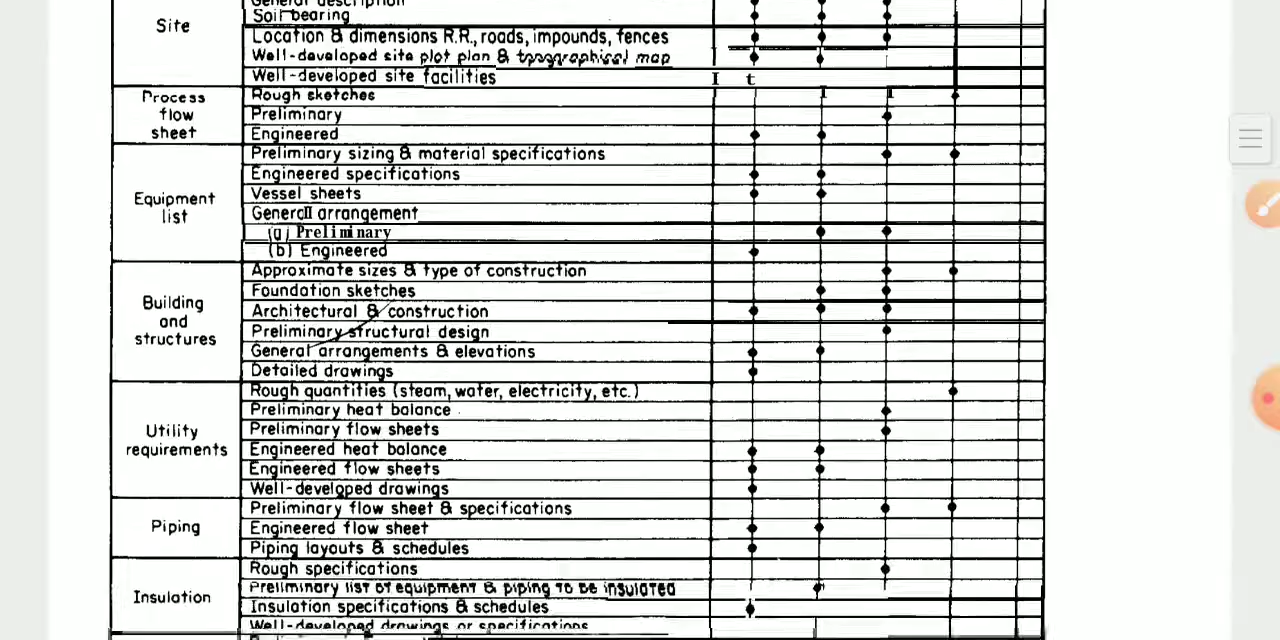 General description
Soil bearing
Site
Location & dimensions R.R., roads, impounds, fences
Well-developed site plot plan & topographical map
Well-developed site facilities
I t
I I
Process flow sheet
Rough sketches
Preliminary
Engineered
Equipment list
Preliminary sizing & material specifications
Engineered specifications
Vessel sheets
General arrangement
(a) Preliminary
(b) Engineered
Building and structures
Approximate sizes & type of construction
Foundation sketches
Architectural & construction
Preliminary structural design
General arrangements & elevations
Detailed drawings
Utility requirements
Rough quantities (steam, water, electricity, etc.)
Preliminary heat balance
Preliminary flow sheets
Engineered heat balance
Engineered flow sheets
Well-developed drawings
Piping
Preliminary flow sheet & specifications
Engineered flow sheet
Piping layouts & schedules
Insulation
Rough specifications
Preliminary list of equipment & piping to be insulated
Insulation specifications & schedules
Well-developed drawings or specifications